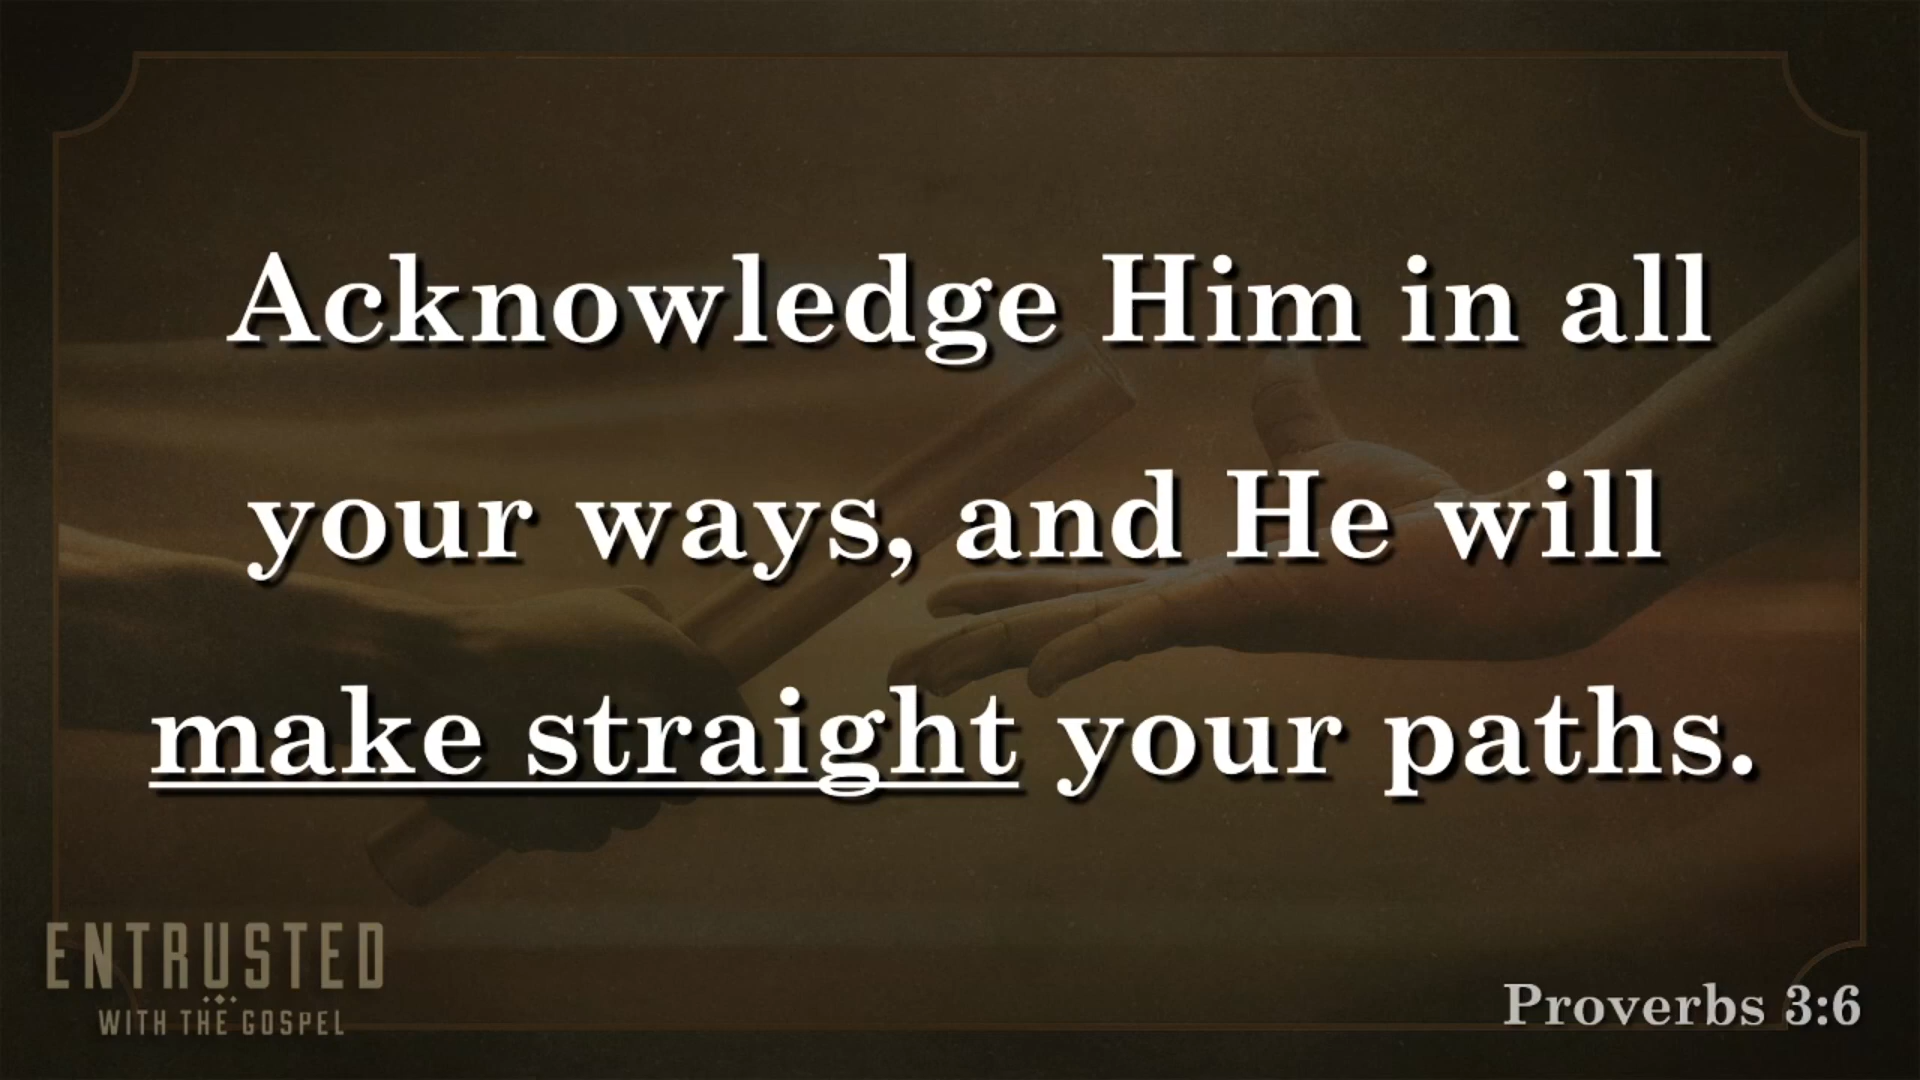 Acknowledge Him in all
your ways, and He will
make straight your paths.
ENTRUSTED
WITH THE GOSPEL
Proverbs 3:6